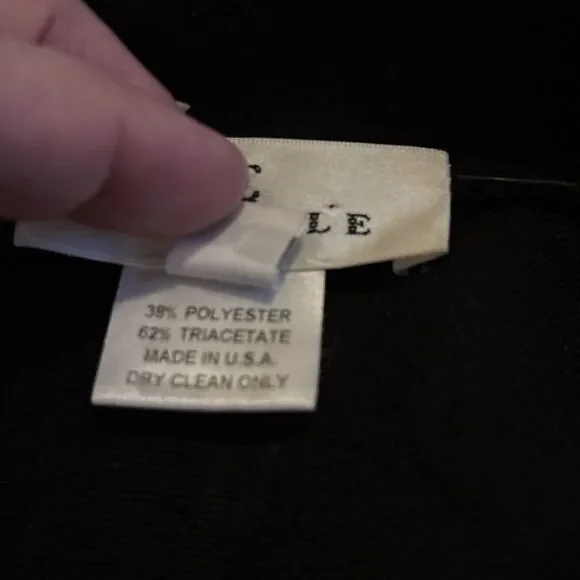 38% POLYESTER
62% TRIACETATE
MADE IN U.S.A.
DRY CLEAN ONLY